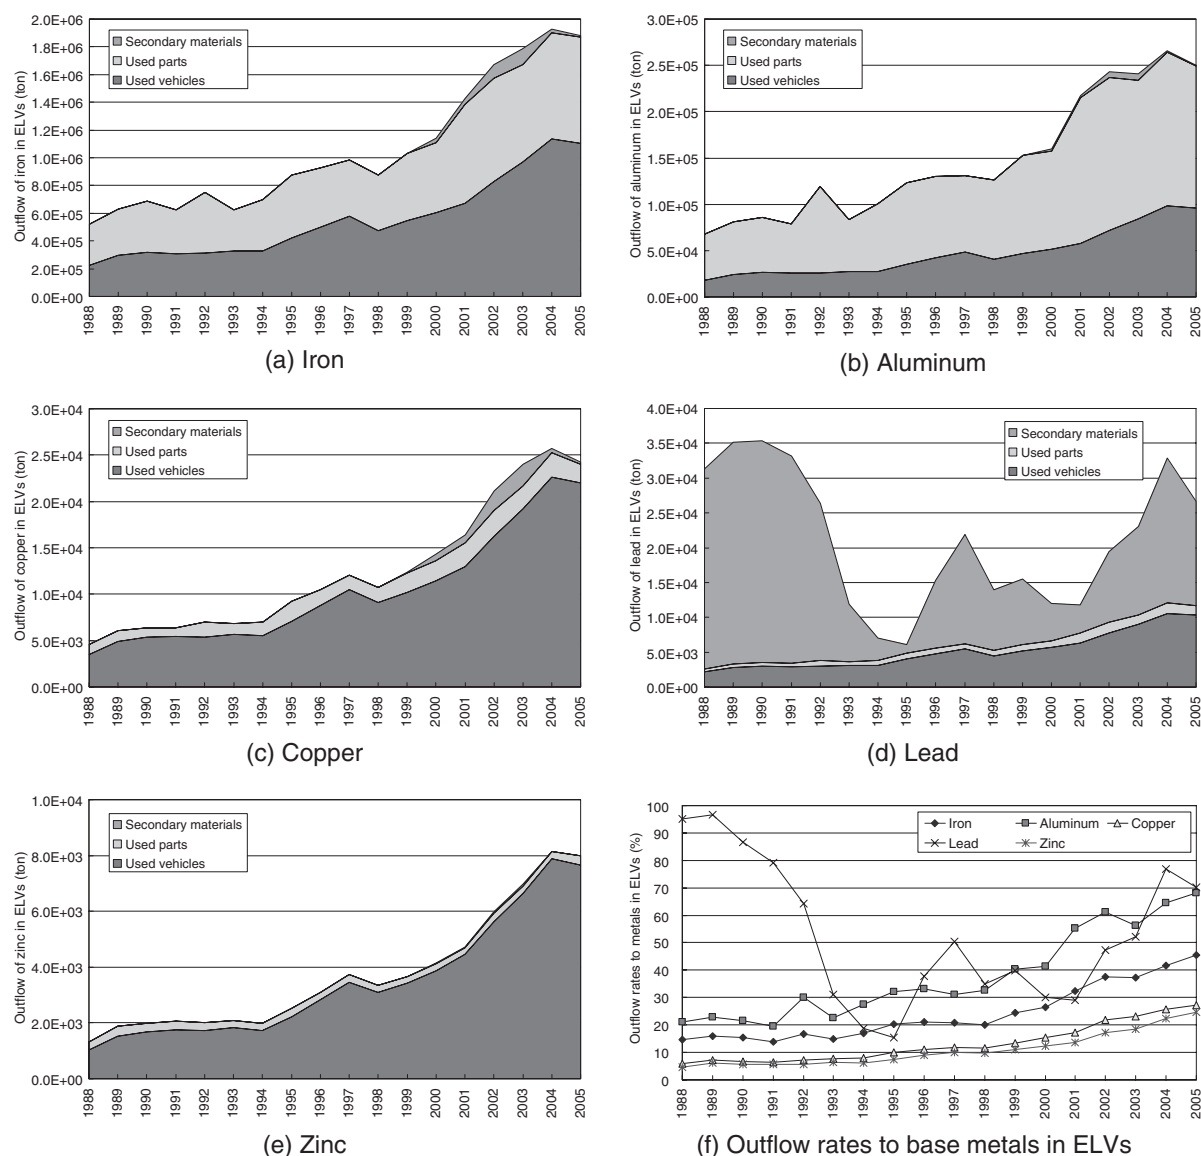 Outflow of iron in ELVs (ton)
2.0E+06
1.8E+06
1.6E+06
1.4E+06
1.2E+06
1.0E+06
8.0E+05
6.0E+05
4.0E+05
2.0E+05
0.0E+00
Secondary materials
Used parts
Used vehicles
1988 1989 1990 1991 1992 1993 1994 1995 1996 1997 1998 1999 2000 2001 2002 2003 2004 2005
(a) Iron
Outflow of aluminum in ELVs (ton)
3.0E+05
2.5E+05
2.0E+05
1.5E+05
1.0E+05
5.0E+04
0.0E+00
Secondary materials
Used parts
Used vehicles
1988 1989 1990 1991 1992 1993 1994 1995 1996 1997 1998 1999 2000 2001 2002 2003 2004 2005
(b) Aluminum
Outflow of copper in ELVs (ton)
3.0E+04
2.5E+04
2.0E+04
1.5E+04
1.0E+04
5.0E+03
0.0E+00
Secondary materials
Used parts
Used vehicles
1988 1989 1990 1991 1992 1993 1994 1995 1996 1997 1998 1999 2000 2001 2002 2003 2004 2005
(c) Copper
Outflow of lead in ELVs (ton)
4.0E+04
3.5E+04
3.0E+04
2.5E+04
2.0E+04
1.5E+04
1.0E+04
5.0E+03
0.0E+00
Secondary materials
Used parts
Used vehicles
1988 1989 1990 1991 1992 1993 1994 1995 1996 1997 1998 1999 2000 2001 2002 2003 2004 2005
(d) Lead
Outflow of zinc in ELVs (ton)
1.0E+04
8.0E+03
6.0E+03
4.0E+03
2.0E+03
0.0E+00
Secondary materials
Used parts
Used vehicles
1988 1989 1990 1991 1992 1993 1994 1995 1996 1997 1998 1999 2000 2001 2002 2003 2004 2005
(e) Zinc
Outflow rates to metals in ELVs (%)
100
90
80
70
60
50
40
30
20
10
0
Iron Aluminum Copper
Lead Zinc
1988 1989 1990 1991 1992 1993 1994 1995 1996 1997 1998 1999 2000 2001 2002 2003 2004 2005
(f) Outflow rates to base metals in ELVs